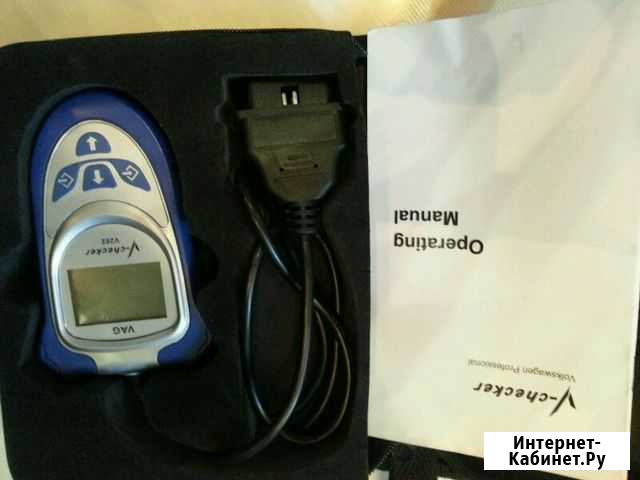 VAG
V-checker
V202
V-checker
Volkswagen Professional
Operating
Manual
Интернет-
Кабинет.Ру